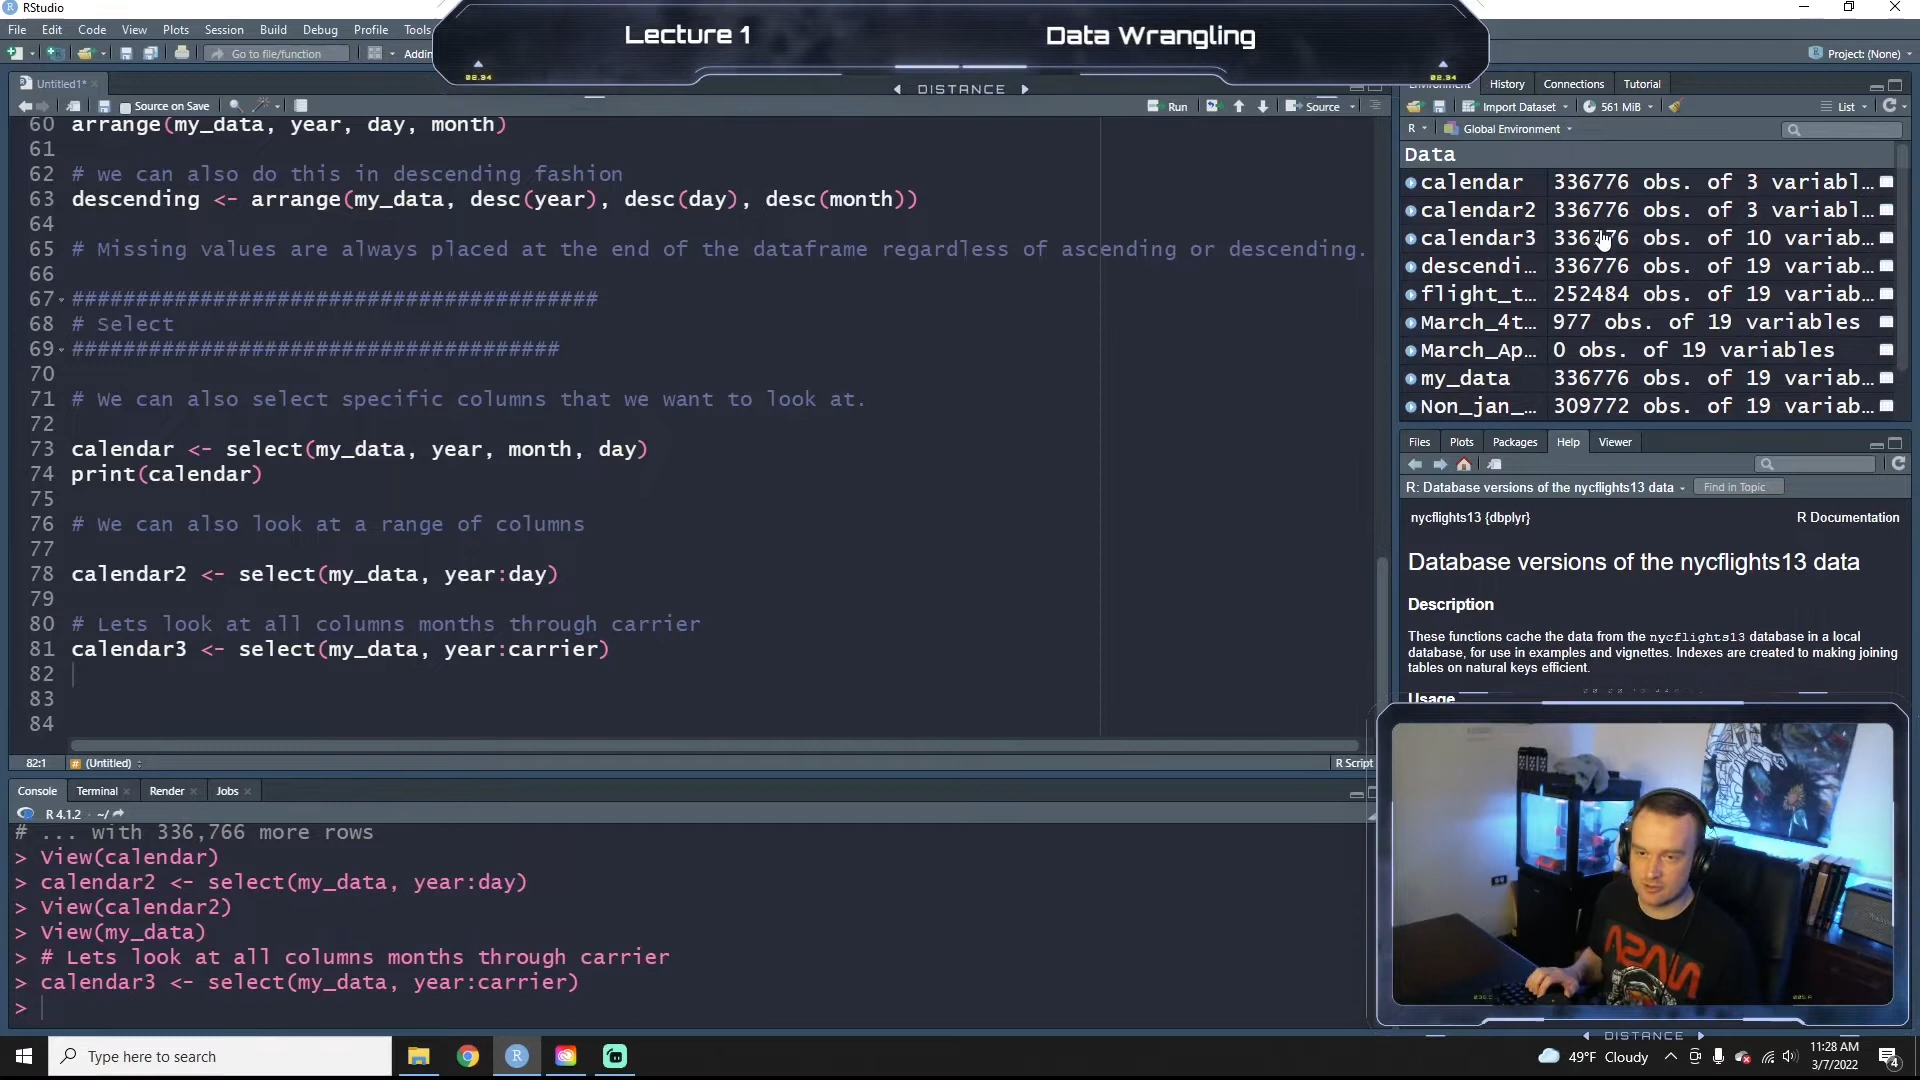 RStudio
File Edit Code View Plots Session Build Debug Profile Tools
Lecture 1
Data Wrangling
02.94
02.94
DISTANCE
Go to file/function
Addin
Project: (None)
Untitled1*
Source on Save
Run
Source
60 arrange(my_data, year, day, month)
61
62 # we can also do this in descending fashion
63 descending <- arrange(my_data, desc(year), desc(day), desc(month))
64
65 # Missing values are always placed at the end of the dataframe regardless of ascending or descending.
66
67 #########################################
68 # Select
69 ######################################
70
71 # We can also select specific columns that we want to look at.
72
73 calendar <- select(my_data, year, month, day)
74 print(calendar)
75
76 # We can also look at a range of columns
77
78 calendar2 <- select(my_data, year:day)
79
80 # Lets look at all columns months through carrier
81 calendar3 <- select(my_data, year:carrier)
82
83
84
82:1 # (Untitled)
R Script
Console Terminal Render Jobs
R 4.1.2 · ~/
# ... with 336,766 more rows
> View(calendar)
> calendar2 <- select(my_data, year:day)
> View(calendar2)
> View(my_data)
> # Lets look at all columns months through carrier
> calendar3 <- select(my_data, year:carrier)
>
History Connections Tutorial
Import Dataset 561 MiB List
R Global Environment
Data
calendar 336776 obs. of 3 variabl…
calendar2 336776 obs. of 3 variabl…
calendar3 336776 obs. of 10 variab…
descendi… 336776 obs. of 19 variab…
flight_t… 252484 obs. of 19 variab…
March_4t… 977 obs. of 19 variables
March_Ap… 0 obs. of 19 variables
my_data 336776 obs. of 19 variab…
Non_jan_… 309772 obs. of 19 variab…
Files Plots Packages Help Viewer
R: Database versions of the nycflights13 data
Find in Topic
nycflights13 {dbplyr}
R Documentation
Database versions of the nycflights13 data
Description
These functions cache the data from the nycflights13 database in a local
database, for use in examples and vignettes. Indexes are created to making joining
tables on natural keys efficient.
Usage
DISTANCE
Type here to search
49°F Cloudy
11:28 AM
3/7/2022
4